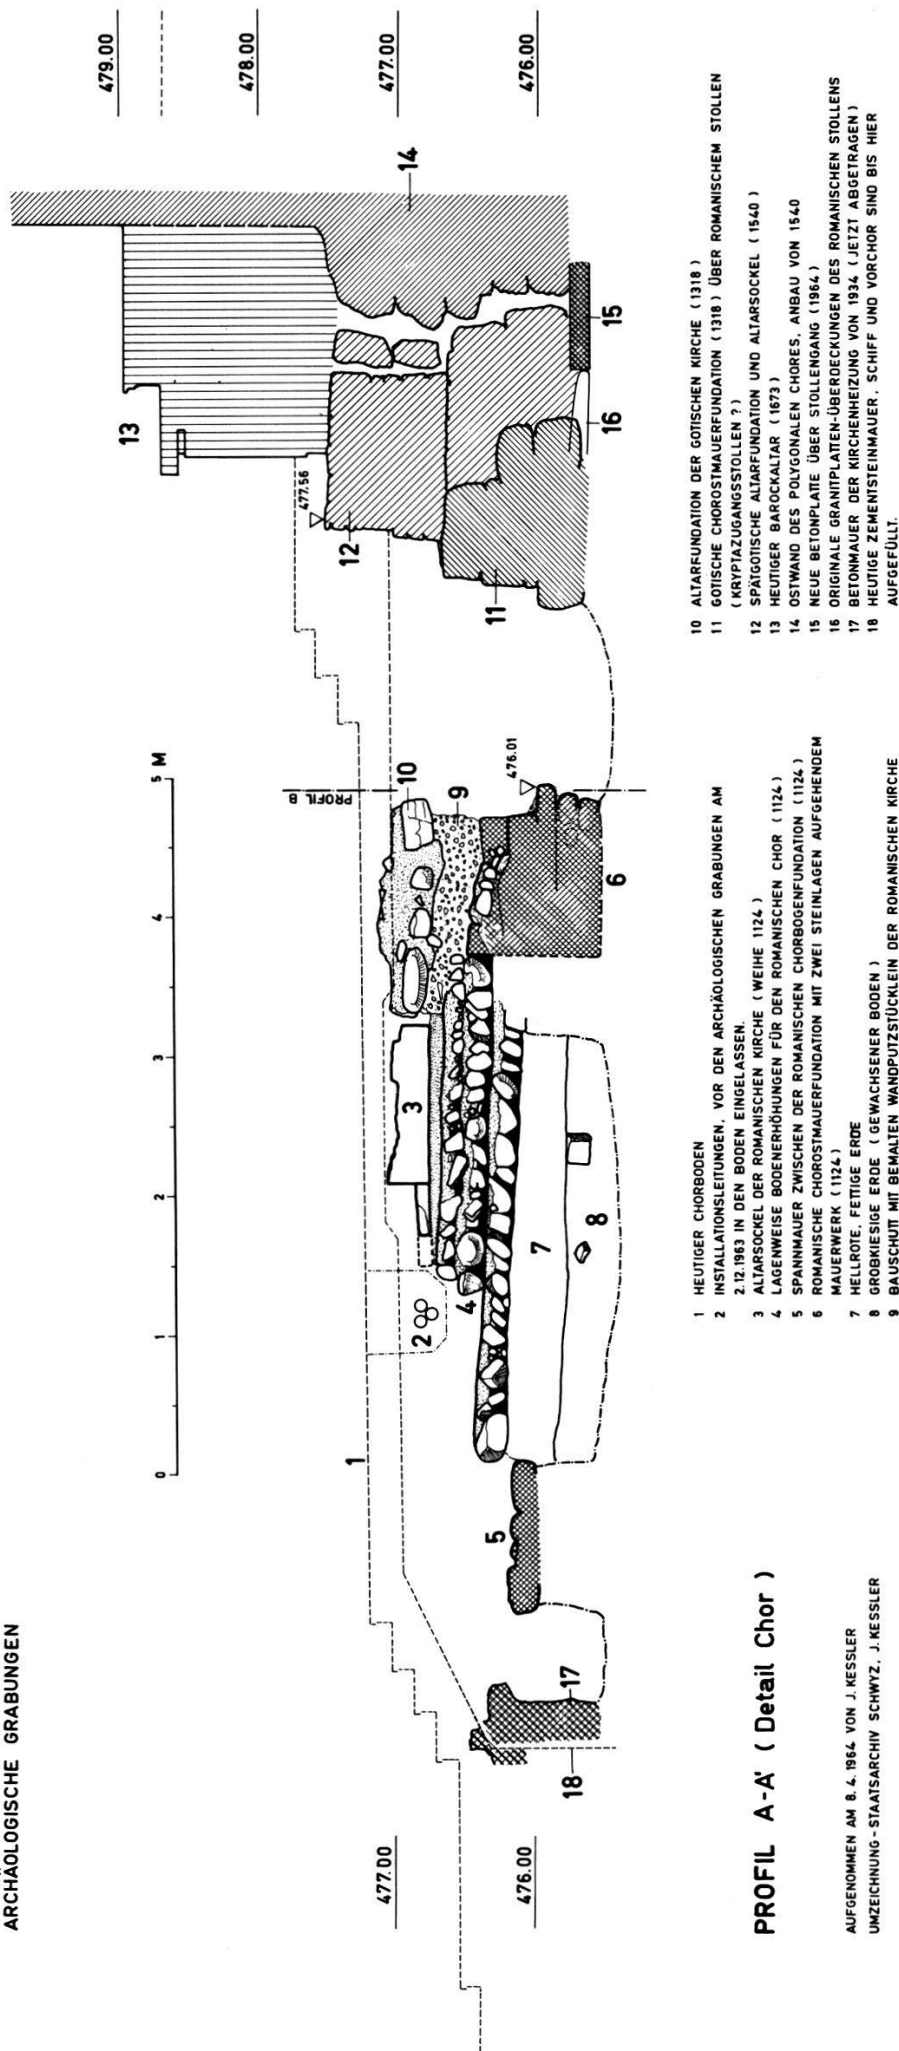 ARCHÄOLOGISCHE GRABUNGEN
479.00
478.00
477.00
476.00
477.00
476.00
0 1 2 3 4 5 M
PROFIL B
477.56
476.01
1
2
3
4
5
6
7
8
9
10
11
12
13
14
15
16
17
18
PROFIL A-A' ( Detail Chor )
AUFGENOMMEN AM 8.4.1964 VON J.KESSLER
UMZEICHNUNG - STAATSARCHIV SCHWYZ, J.KESSLER
1 HEUTIGER CHORBODEN
2 INSTALLATIONSLEITUNGEN, VOR DEN ARCHÄOLOGISCHEN GRABUNGEN AM
2.12.1963 IN DEN BODEN EINGELASSEN.
3 ALTARSOCKEL DER ROMANISCHEN KIRCHE ( WEIHE 1124 )
4 LAGENWEISE BODENERHÖHUNGEN FÜR DEN ROMANISCHEN CHOR ( 1124 )
5 SPANNMAUER ZWISCHEN DER ROMANISCHEN CHORBOGENFUNDATION ( 1124 )
6 ROMANISCHE CHOROSTMAUERFUNDATION MIT ZWEI STEINLAGEN AUFGEHENDEM
MAUERWERK ( 1124 )
7 HELLROTE, FETTIGE ERDE
8 GROBKIESIGE ERDE ( GEWACHSENER BODEN )
9 BAUSCHUTT MIT BEMALTEN WANDPUTZSTÜCKLEIN DER ROMANISCHEN KIRCHE
10 ALTARFUNDATION DER GOTISCHEN KIRCHE ( 1318 )
11 GOTISCHE CHOROSTMAUERFUNDATION ( 1318 ) ÜBER ROMANISCHEM STOLLEN
( KRYPTAZUGANGSSTOLLEN ? )
12 SPÄTGOTISCHE ALTARFUNDATION UND ALTARSOCKEL ( 1540 )
13 HEUTIGER BAROCKALTAR ( 1673 )
14 OSTWAND DES POLYGONALEN CHORES, ANBAU VON 1540
15 NEUE BETONPLATTE ÜBER STOLLENGANG ( 1964 )
16 ORIGINALE GRANITPLATTEN-ÜBERDECKUNGEN DES ROMANISCHEN STOLLENS
17 BETONMAUER DER KIRCHENHEIZUNG VON 1934 ( JETZT ABGETRAGEN )
18 HEUTIGE ZEMENTSTEINMAUER, SCHIFF UND VORCHOR SIND BIS HIER
AUFGEFÜLLT.